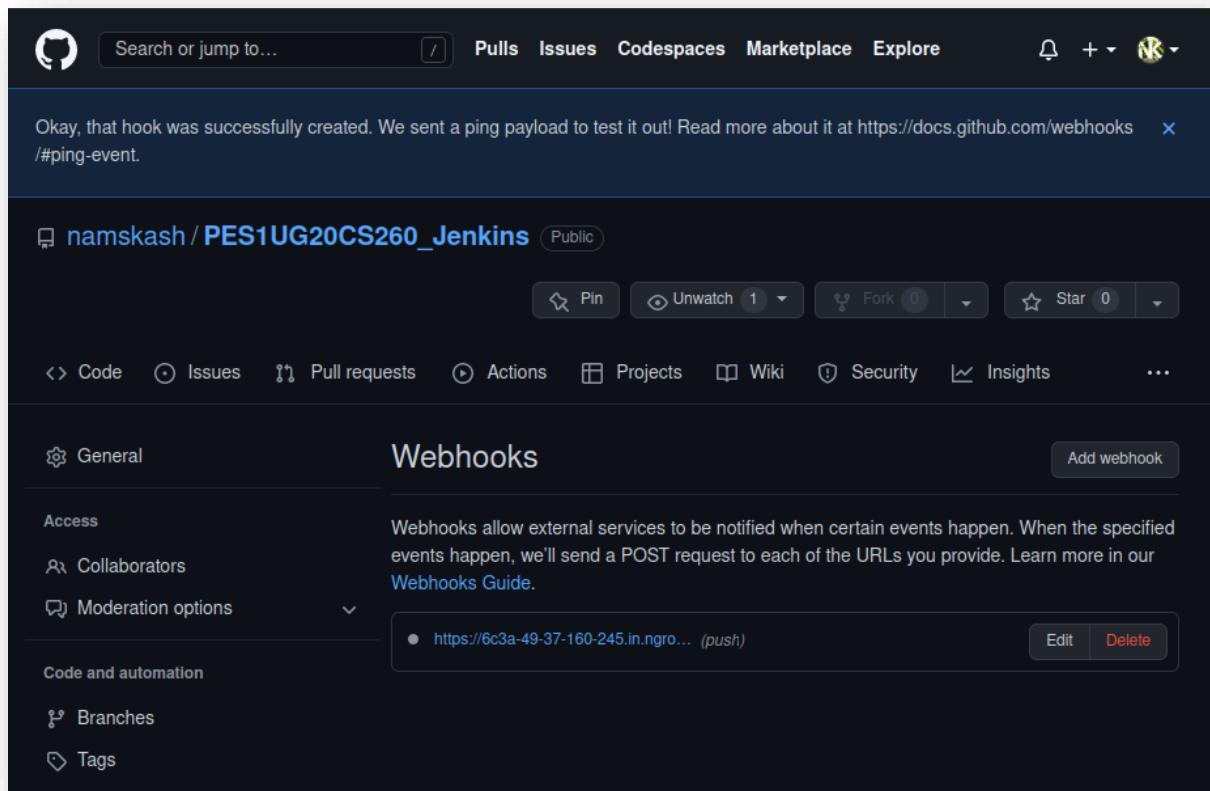 Search or jump to…
/
Pulls Issues Codespaces Marketplace Explore
Okay, that hook was successfully created. We sent a ping payload to test it out! Read more about it at https://docs.github.com/webhooks
/#ping-event.
namskash / PES1UG20CS260_Jenkins Public
Pin Unwatch 1 Fork 0 Star 0
Code Issues Pull requests Actions Projects Wiki Security Insights
General
Access
Collaborators
Moderation options
Code and automation
Branches
Tags
Webhooks
Add webhook
Webhooks allow external services to be notified when certain events happen. When the specified
events happen, we'll send a POST request to each of the URLs you provide. Learn more in our
Webhooks Guide.
https://6c3a-49-37-160-245.in.ngro… (push)
Edit Delete